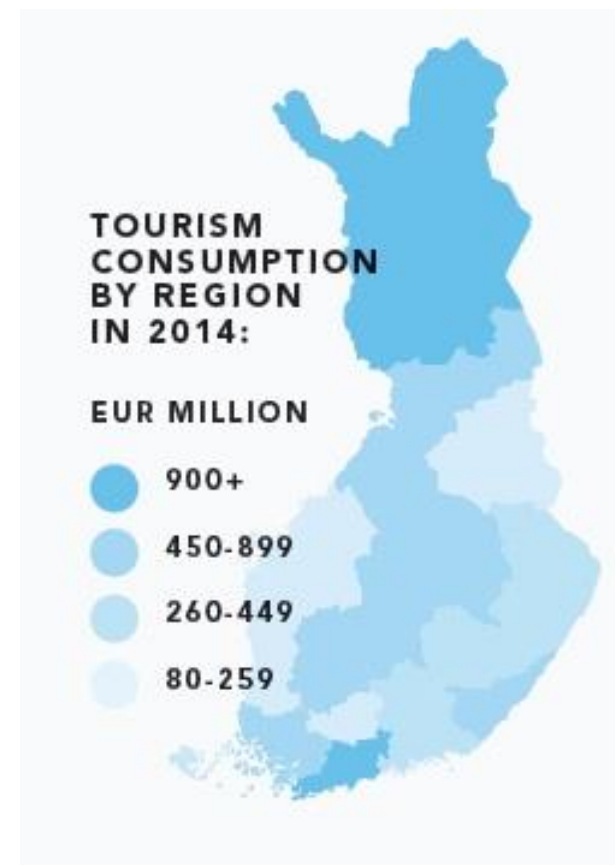 TOURISM
CONSUMPTION
BY REGION
IN 2014:
EUR MILLION
900+
450-899
260-449
80-259